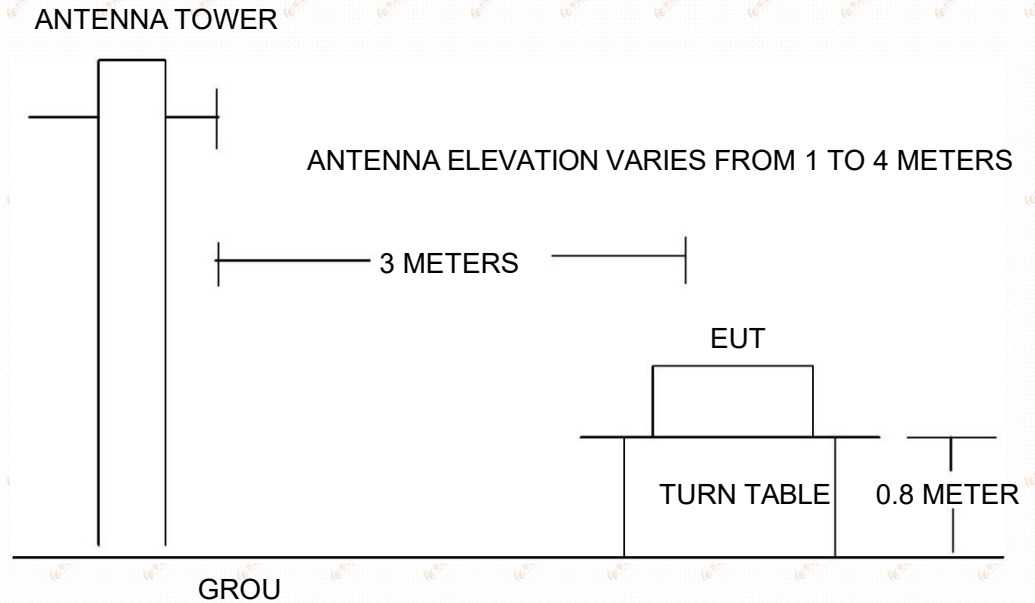 ANTENNA TOWER
ANTENNA ELEVATION VARIES FROM 1 TO 4 METERS
3 METERS
EUT
TURN TABLE
0.8 METER
GROU